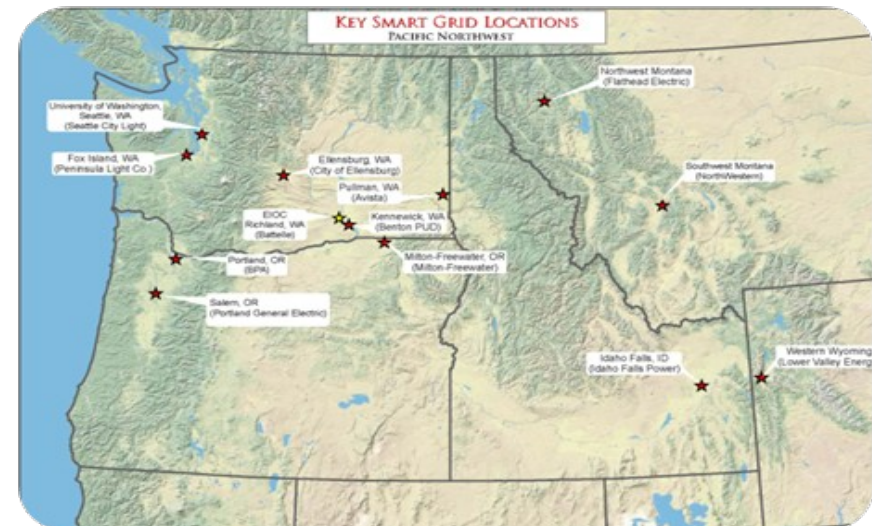 KEY SMART GRID LOCATIONS
PACIFIC NORTHWEST
Northwest Montana
(Flathead Electric)
University of Washington,
Seattle, WA
(Seattle City Light)
Fox Island, WA
(Peninsula Light Co.)
Ellensburg, WA
(City of Ellensburg)
Southwest Montana
(NorthWestern)
Pullman, WA
(Avista)
EIOC
Richland, WA
(Battelle)
Kennewick, WA
(Benton PUD)
Portland, OR
(BPA)
Milton-Freewater, OR
(Milton-Freewater)
Salem, OR
(Portland General Electric)
Idaho Falls, ID
(Idaho Falls Power)
Western Wyoming
(Lower Valley Energ